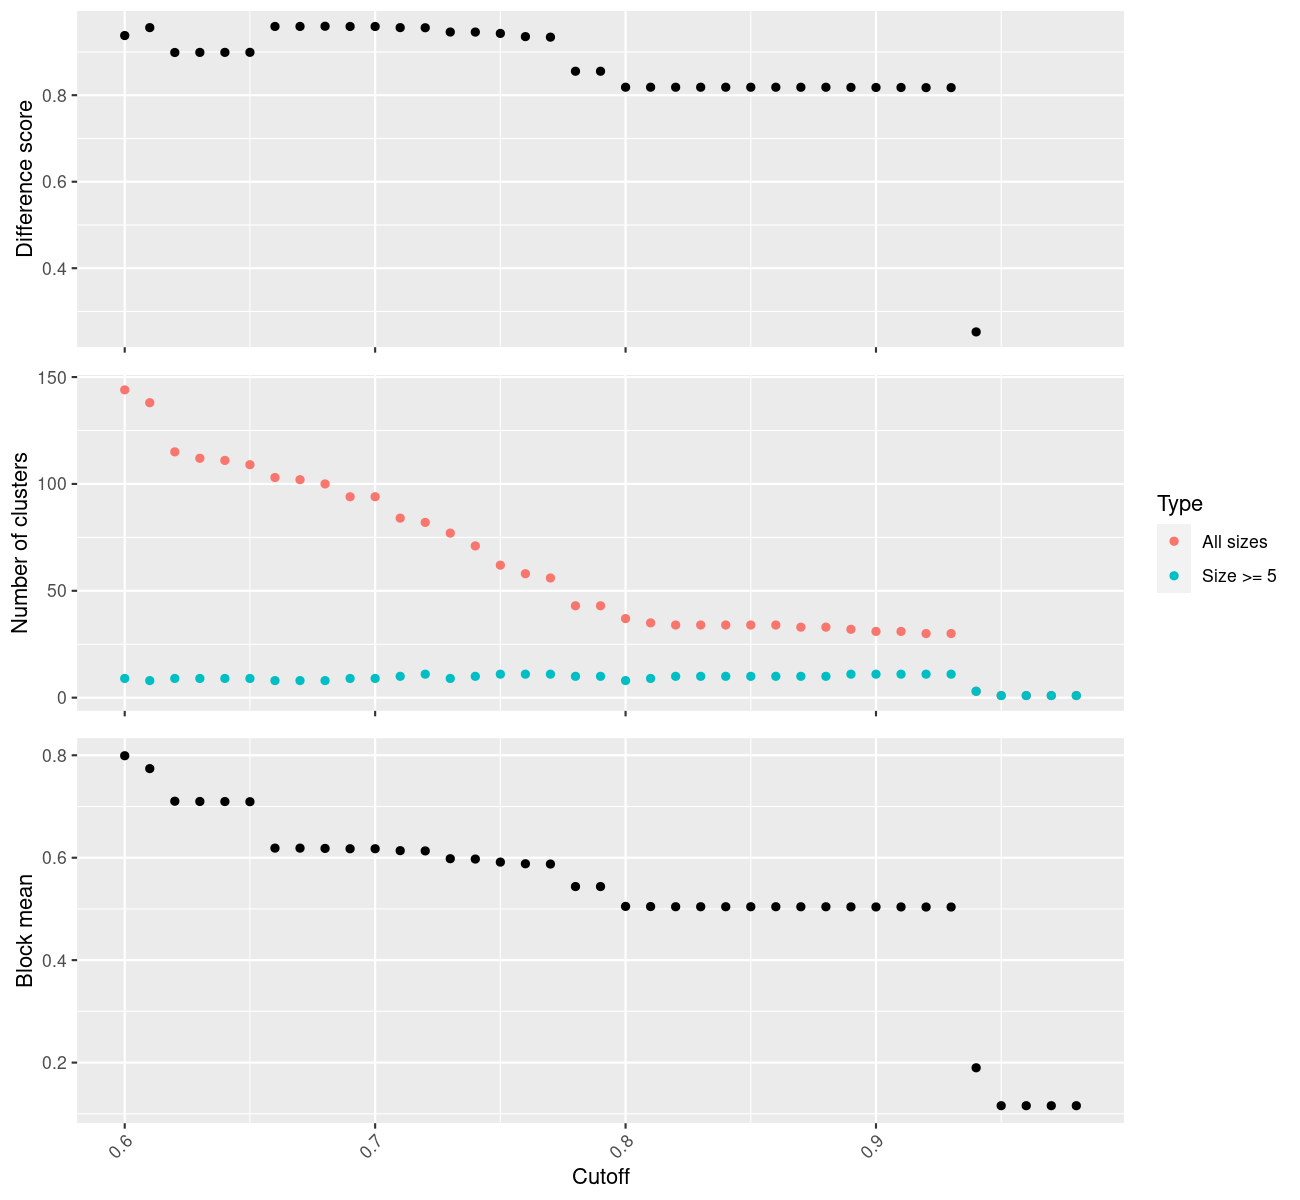 0.8
0.6
0.4
Difference score
150
100
50
0
Number of clusters
Type
All sizes
Size >= 5
0.8
0.6
0.4
0.2
Block mean
0.6
0.7
0.8
0.9
Cutoff